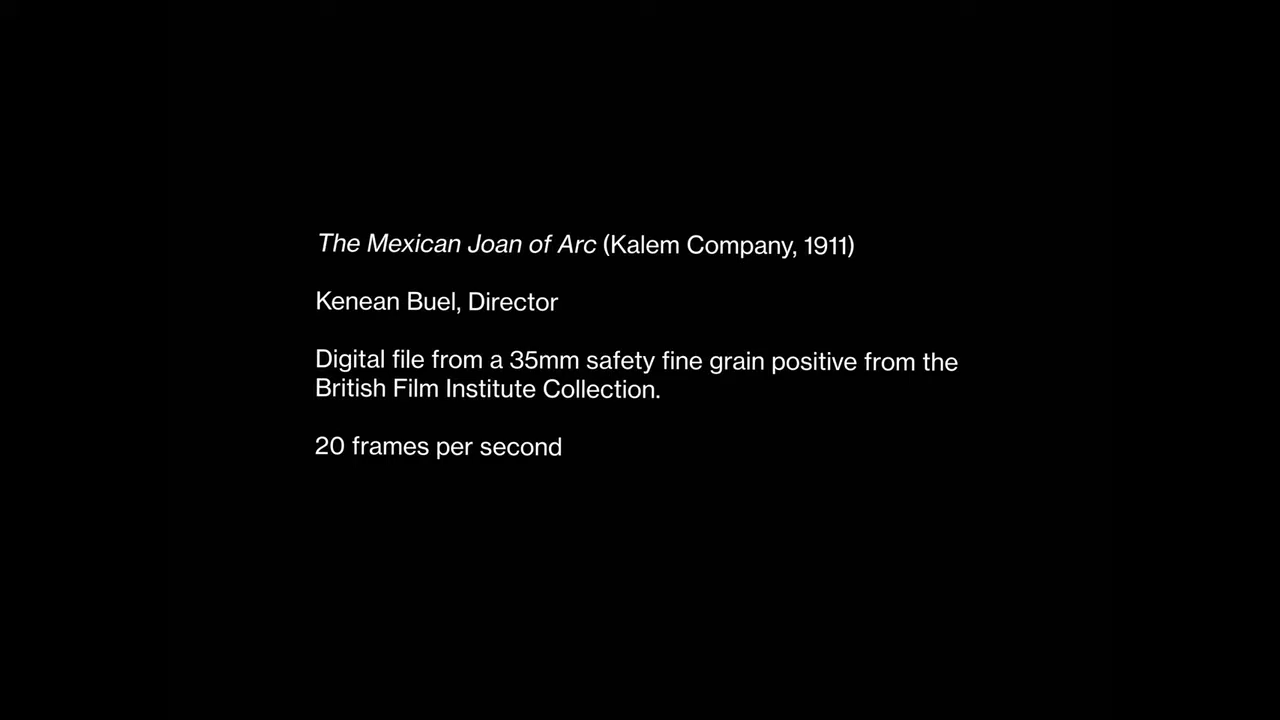 The Mexican Joan of Arc (Kalem Company, 1911)
Kenean Buel, Director
Digital file from a 35mm safety fine grain positive from the
British Film Institute Collection.
20 frames per second